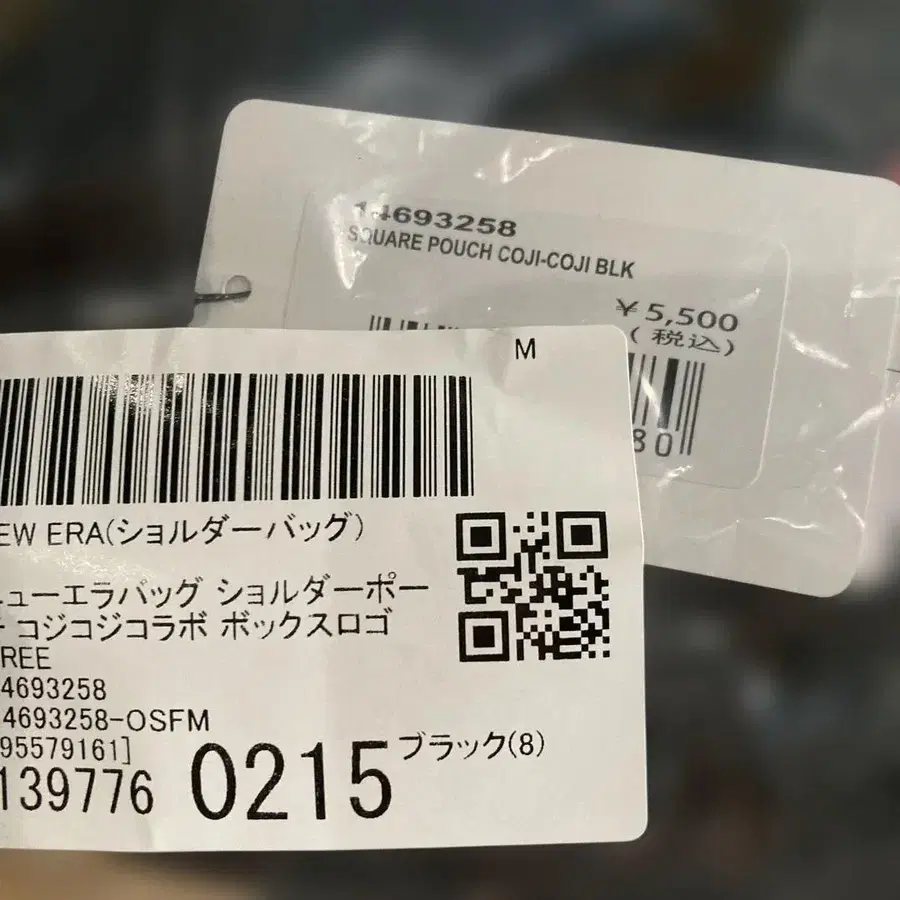 14693258
SQUARE POUCH COJI-COJI BLK
¥5,500
(税込)
80
M
EW ERA(ショルダーバッグ)
ニューエラバッグ ショルダーポー
チ コジコジコラボ ボックスロゴ
REE
4693258
4693258-OSFM
95579161]
139776 0215 ブラック(8)